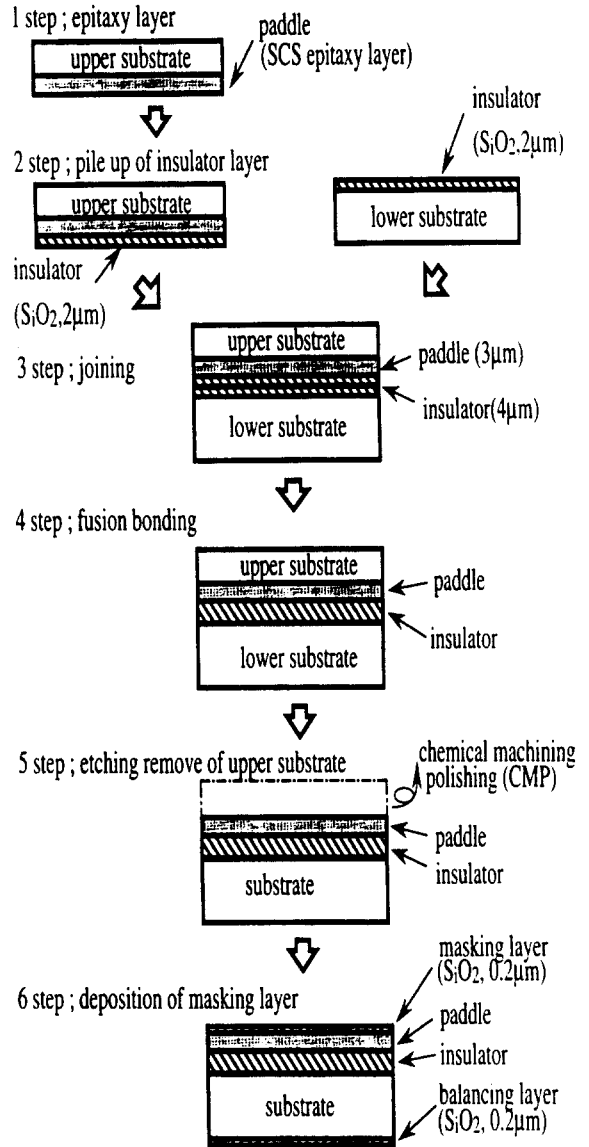 1 step ; epitaxy layer
paddle
(SCS epitaxy layer)
upper substrate
insulator
(SiO2,2μm)
2 step ; pile up of insulator layer
upper substrate
lower substrate
insulator
(SiO2,2μm)
3 step ; joining
upper substrate
paddle (3μm)
insulator(4μm)
lower substrate
4 step ; fusion bonding
upper substrate
paddle
insulator
lower substrate
5 step ; etching remove of upper substrate
chemical machining
polishing (CMP)
paddle
insulator
substrate
masking layer
(SiO2, 0.2μm)
6 step ; deposition of masking layer
paddle
insulator
substrate
balancing layer
(SiO2, 0.2μm)